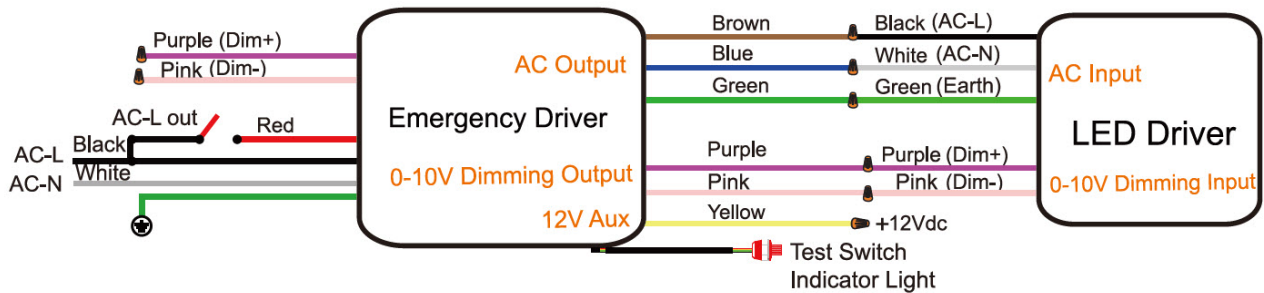 Purple (Dim+)
Pink (Dim-)
AC-L out
Red
Black
AC-L
White
AC-N
AC Output
Emergency Driver
0-10V Dimming Output
12V Aux
Brown
Black (AC-L)
Blue
White (AC-N)
Green
Green (Earth)
Purple
Purple (Dim+)
Pink
Pink (Dim-)
Yellow
+12Vdc
Test Switch
Indicator Light
AC Input
LED Driver
0-10V Dimming Input